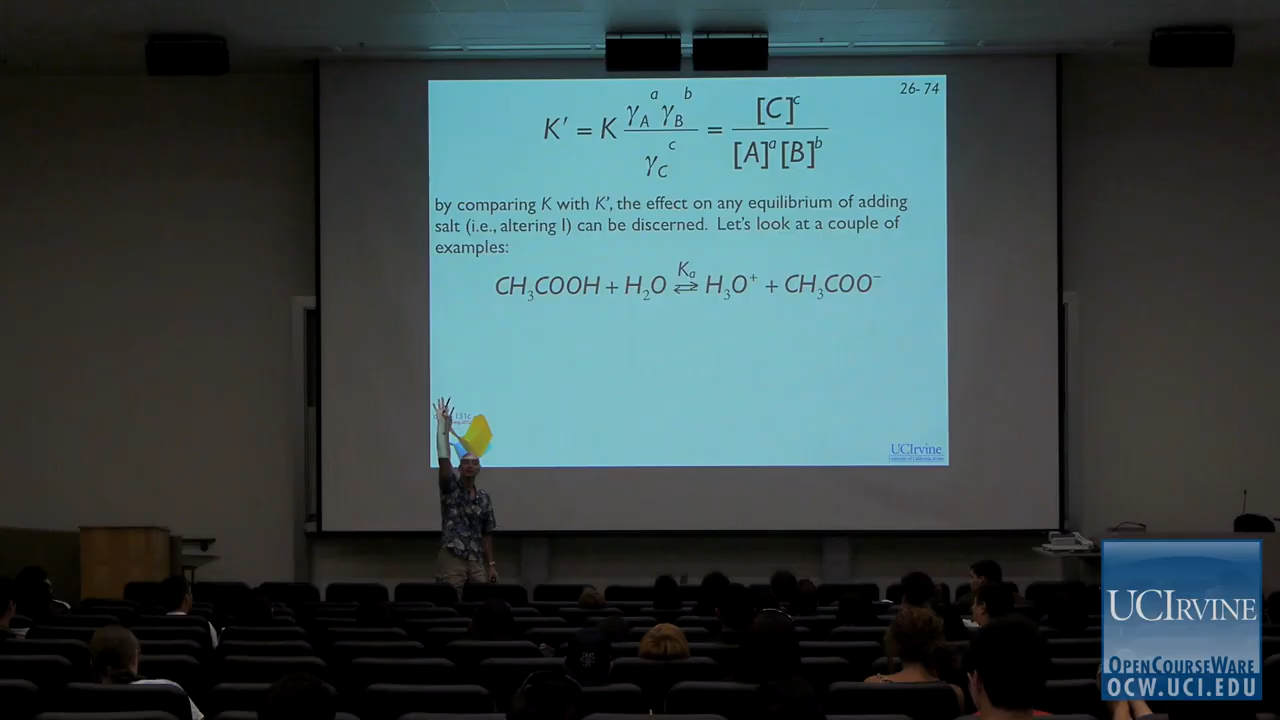 26-74
K' = K γ_A^a γ_B^b / γ_C^c = [C]^c / [A]^a [B]^b
by comparing K with K', the effect on any equilibrium of adding
salt (i.e., altering I) can be discerned. Let's look at a couple of
examples:
K_a
CH₃COOH + H₂O ⇌ H₃O⁺ + CH₃COO⁻
UCIrvine
UCIRVINE
OPENCOURSEWARE
OCW.UCI.EDU